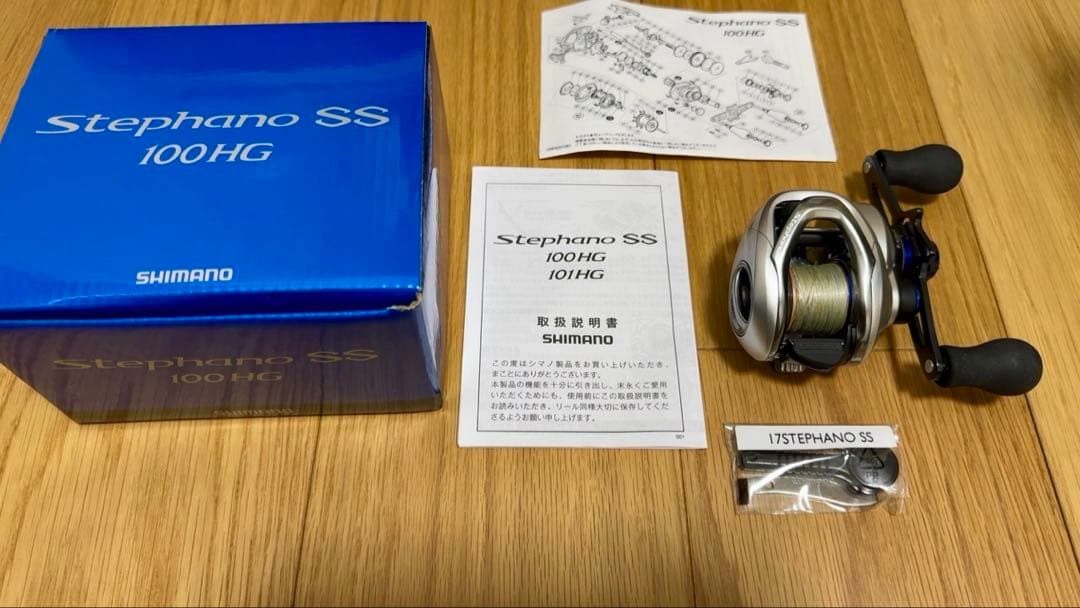 Stephano SS
100HG
SHIMANO
Stephano SS
100HG
SHIMANO
Stephano SS
100HG
Stephano SS
100HG
101HG
取扱説明書
SHIMANO
この度はシマノ製品をお買い上げいただき、
まことにありがとうございます。
本製品の機能を十分に引き出し、末永くご愛用
いただくためにも、使用前にこの取扱説明書を
お読みいただき、リール同様大切に保存してくだ
さるようお願い申し上げます。
001
17STEPHANO SS